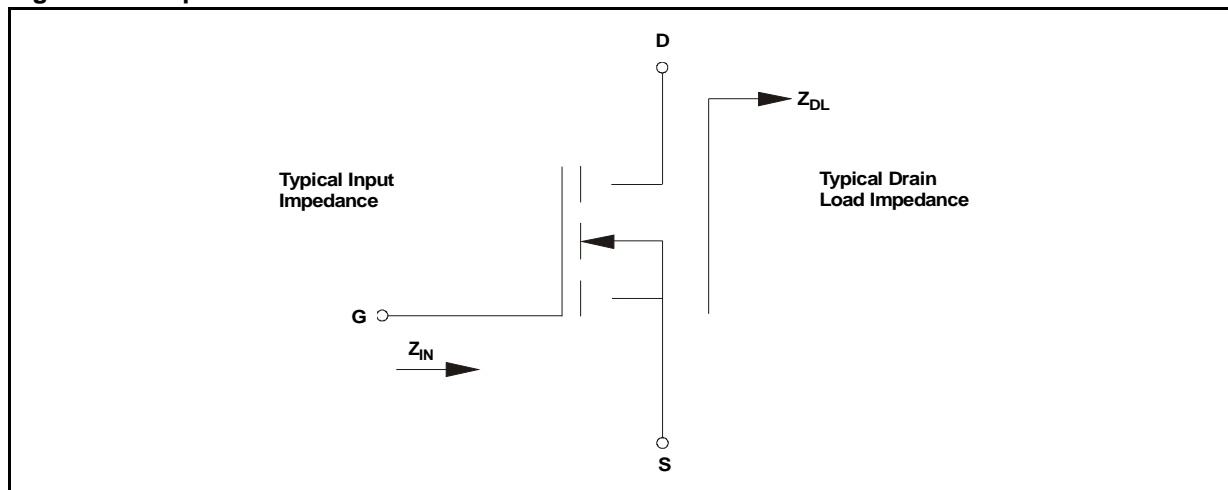 D
Z_DL
Typical Input
Impedance
Typical Drain
Load Impedance
G
Z_IN
S